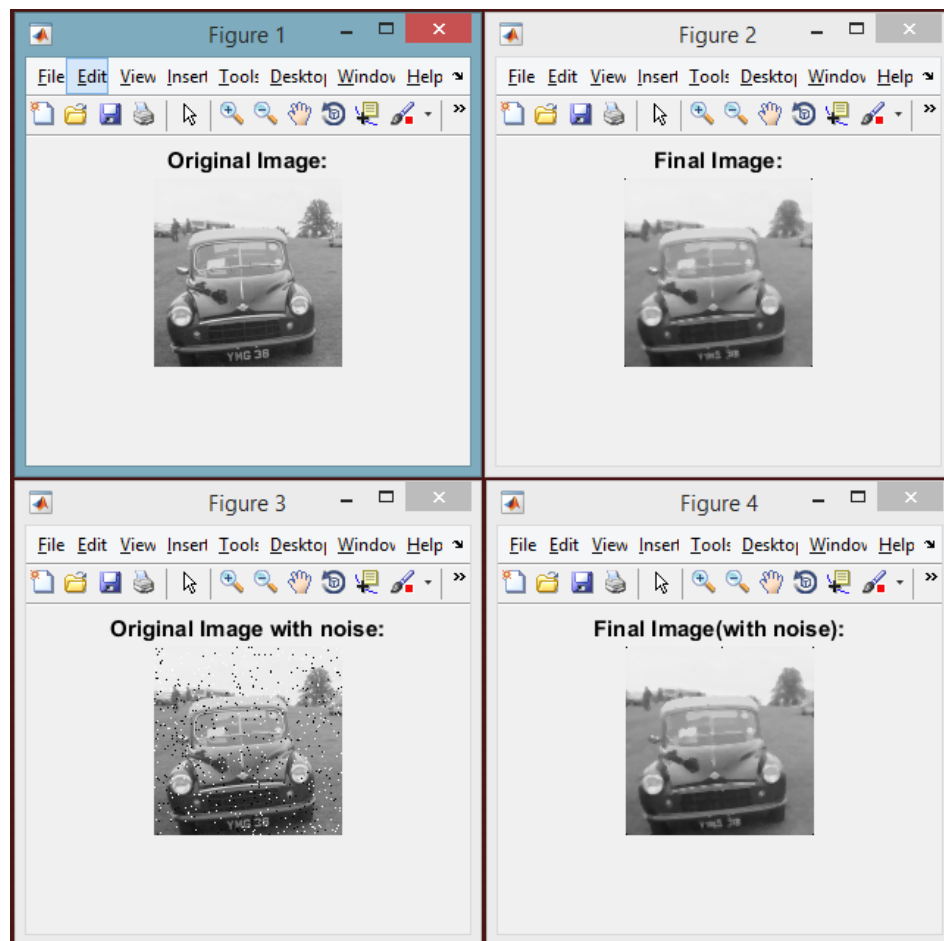 Figure 1
File Edit View Insert Tools Desktop Window Help
Original Image:
YMG 38
Figure 2
File Edit View Insert Tools Desktop Window Help
Final Image:
Figure 3
File Edit View Insert Tools Desktop Window Help
Original Image with noise:
YMG 38
Figure 4
File Edit View Insert Tools Desktop Window Help
Final Image(with noise):